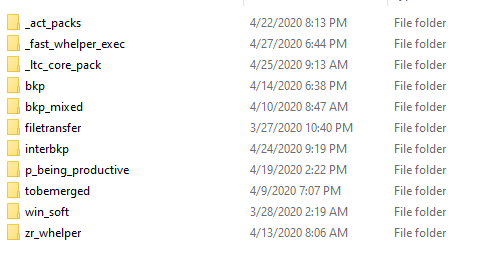 _act_packs 4/22/2020 8:13 PM File folder
_fast_whelper_exec 4/27/2020 6:44 PM File folder
_ltc_core_pack 4/25/2020 9:13 AM File folder
bkp 4/14/2020 6:38 PM File folder
bkp_mixed 4/10/2020 8:47 AM File folder
filetransfer 3/27/2020 10:40 PM File folder
interbkp 4/24/2020 9:19 PM File folder
p_being_productive 4/19/2020 2:22 PM File folder
tobemerged 4/9/2020 7:07 PM File folder
win_soft 3/28/2020 2:19 AM File folder
zr_whelper 4/13/2020 8:06 AM File folder